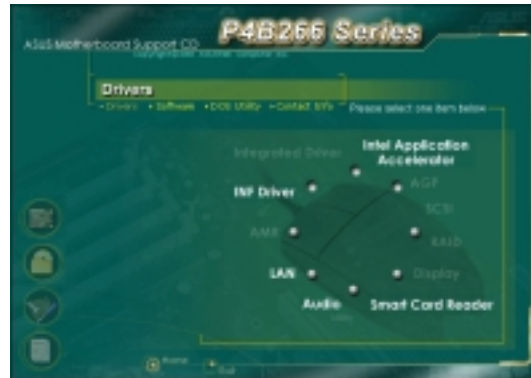 P4B266 Series
ASUS Motherboard Support CD
Drivers
• Drivers • Software • DOS Utility • Contact Info
Please select one item below
Integrated Driver
Intel Application
Accelerator
INF Driver
AGP
SCSI
AMR
RAID
LAN
Display
Audio
Smart Card Reader
Home
Exit